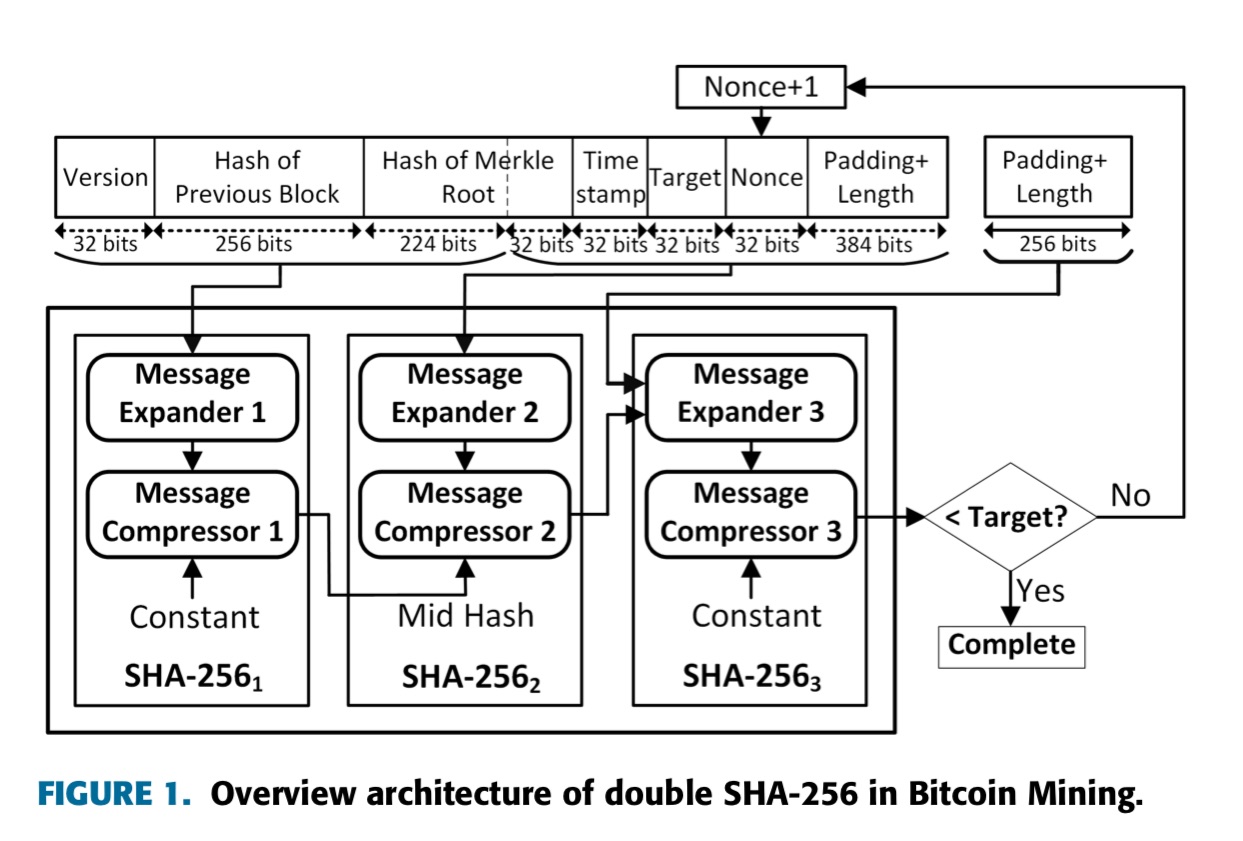 Nonce+1
Version
Hash of
Previous Block
Hash of Merkle
Root
Time
stamp
Target
Nonce
Padding+
Length
Padding+
Length
32 bits
256 bits
224 bits
32 bits
32 bits
32 bits
32 bits
384 bits
256 bits
Message
Expander 1
Message
Expander 2
Message
Expander 3
Message
Compressor 1
Message
Compressor 2
Message
Compressor 3
< Target?
No
Yes
Complete
Constant
Mid Hash
Constant
SHA-256₁
SHA-256₂
SHA-256₃
FIGURE 1. Overview architecture of double SHA-256 in Bitcoin Mining.